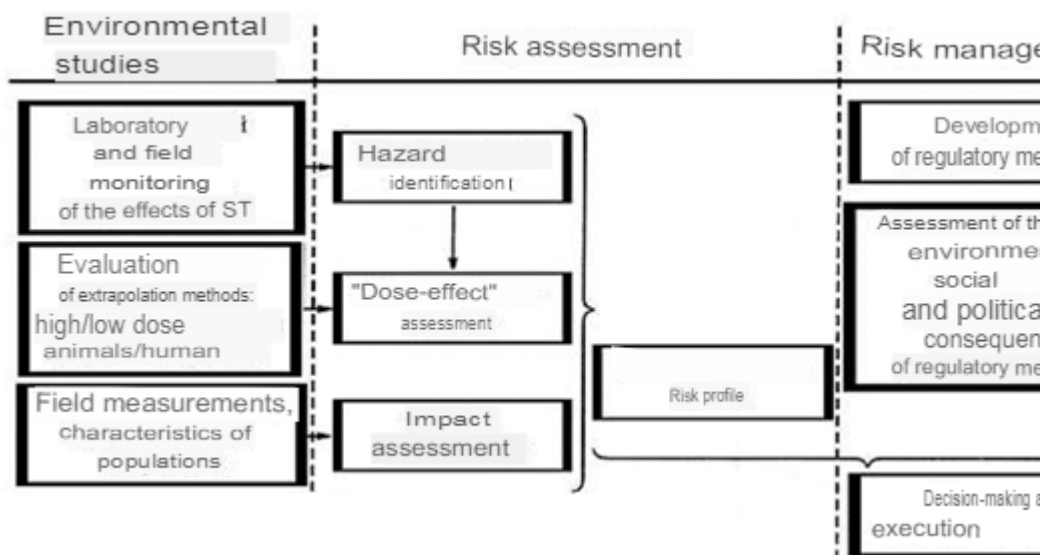 Environmental
studies
Risk assessment
Risk manage
Laboratory
and field
monitoring
of the effects of ST
Evaluation
of extrapolation methods:
high/low dose
animals/human
Field measurements,
characteristics of
populations
Hazard
identification
"Dose-effect"
assessment
Impact
assessment
Risk profile
Developm
of regulatory me
Assessment of th
environme
social
and politica
consequen
of regulatory me
Decision-making a
execution